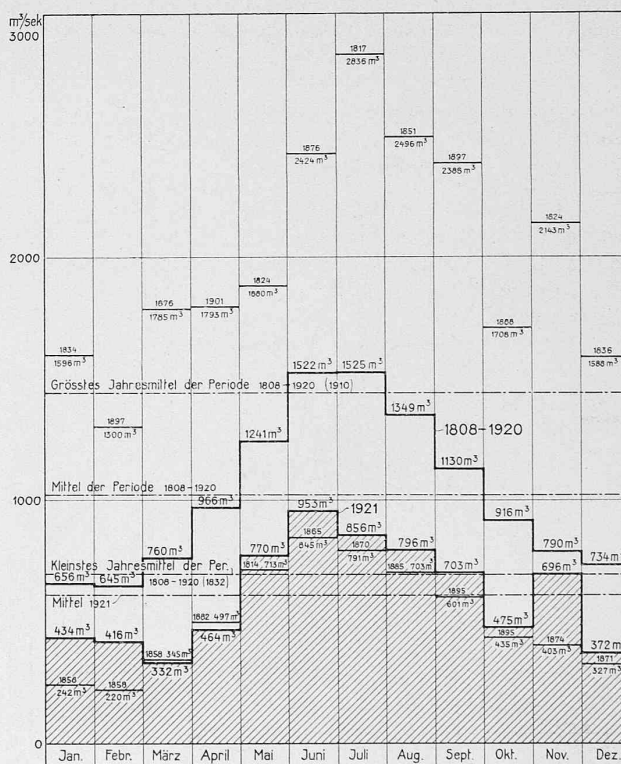 m³/sek
3000
1817
2836 m³
1851
2496 m³
1876
2424 m³
1897
2386 m³
1824
2143 m³
2000
1824
1880 m³
1876
1785 m³
1901
1793 m³
1888
1708 m³
1834
1596 m³
1836
1588 m³
1522 m³
1525 m³
Grösstes Jahresmittel der Periode 1808-1920 (1910)
1349 m³
1897
1300 m³
1241 m³
1808-1920
1130 m³
Mittel der Periode 1808-1920
1000
966 m³
953 m³
1921
916 m³
1865
845 m³
856 m³
1870
791 m³
796 m³
790 m³
760 m³
770 m³
734 m³
Kleinstes Jahresmittel der Per.
1808-1920 (1832)
656 m³
645 m³
1814, 713 m³
1885, 703 m³
703 m³
696 m³
Mittel 1921
1895
601 m³
1882 497 m³
464 m³
475 m³
1895
435 m³
434 m³
416 m³
1874
403 m³
372 m³
1871
327 m³
1858 345 m³
332 m³
1858
242 m³
1858
220 m³
0
Jan. Febr. März April Mai Juni Juli Aug. Sept. Okt. Nov. Dez.